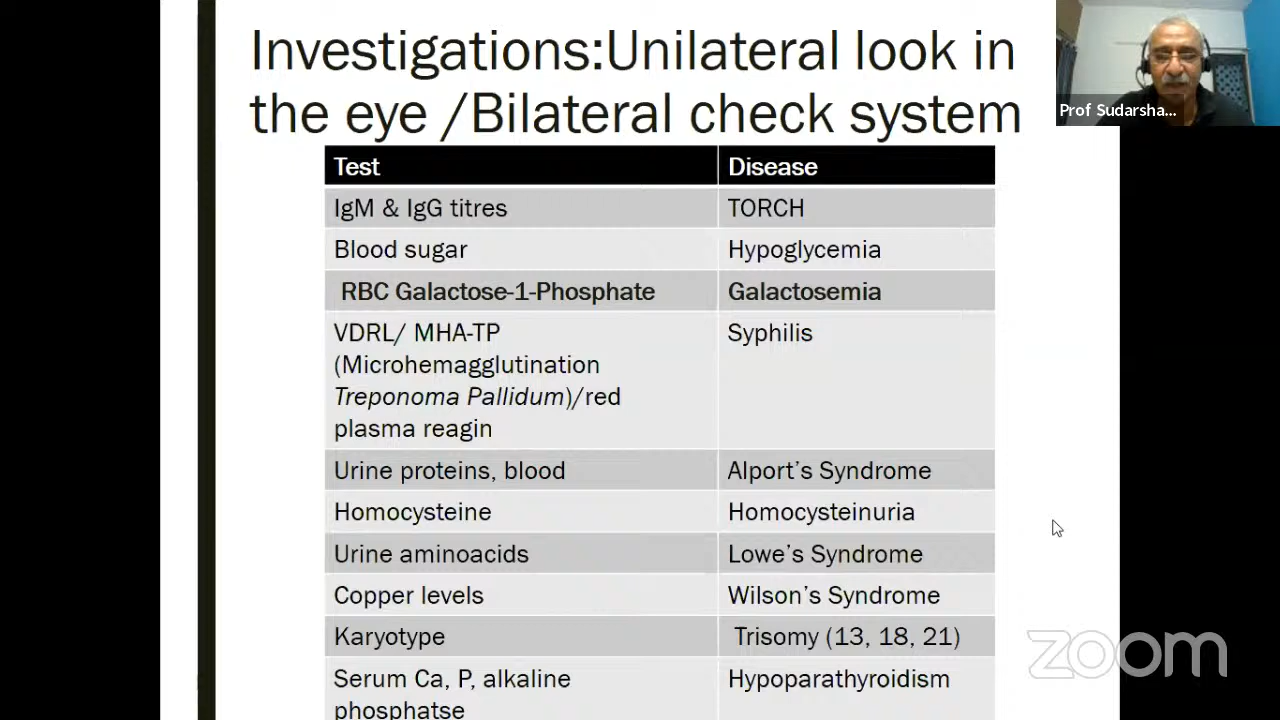 Investigations:Unilateral look in
the eye /Bilateral check system
Prof Sudarsha...
Test Disease
IgM & IgG titres TORCH
Blood sugar Hypoglycemia
RBC Galactose-1-Phosphate Galactosemia
VDRL/ MHA-TP Syphilis
(Microhemagglutination
Treponoma Pallidum)/red
plasma reagin
Urine proteins, blood Alport's Syndrome
Homocysteine Homocysteinuria
Urine aminoacids Lowe's Syndrome
Copper levels Wilson's Syndrome
Karyotype Trisomy (13, 18, 21)
Serum Ca, P, alkaline Hypoparathyroidism
phosphatse
zoom